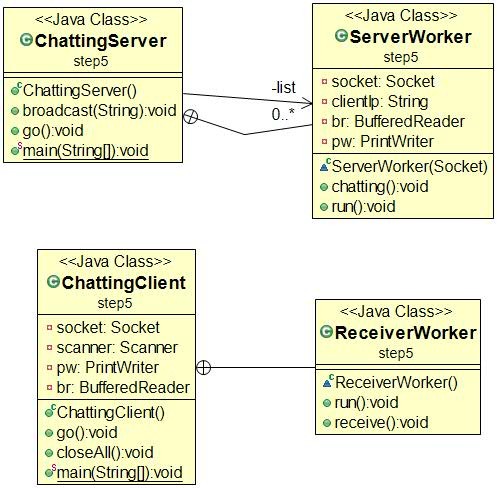 <<Java Class>>
ChattingServer
step5
ChattingServer()
broadcast(String):void
go():void
main(String[]):void
-list
0..*
<<Java Class>>
ServerWorker
step5
socket: Socket
clientIp: String
br: BufferedReader
pw: PrintWriter
ServerWorker(Socket)
chatting():void
run():void
<<Java Class>>
ChattingClient
step5
socket: Socket
scanner: Scanner
pw: PrintWriter
br: BufferedReader
ChattingClient()
go():void
closeAll():void
main(String[]):void
<<Java Class>>
ReceiverWorker
step5
ReceiverWorker()
run():void
receive():void